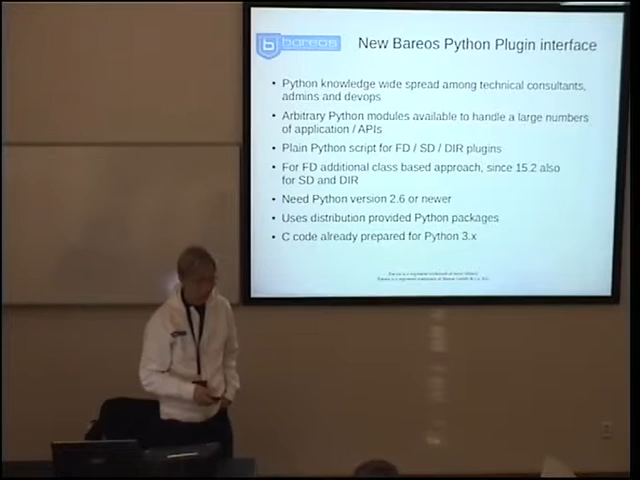 bareos
New Bareos Python Plugin interface
• Python knowledge wide spread among technical consultants,
admins and devops
• Arbitrary Python modules available to handle a large numbers
of application / APIs
• Plain Python script for FD / SD / DIR plugins
• For FD additional class based approach, since 15.2 also
for SD and DIR
• Need Python version 2.6 or newer
• Uses distribution provided Python packages
• C code already prepared for Python 3.x